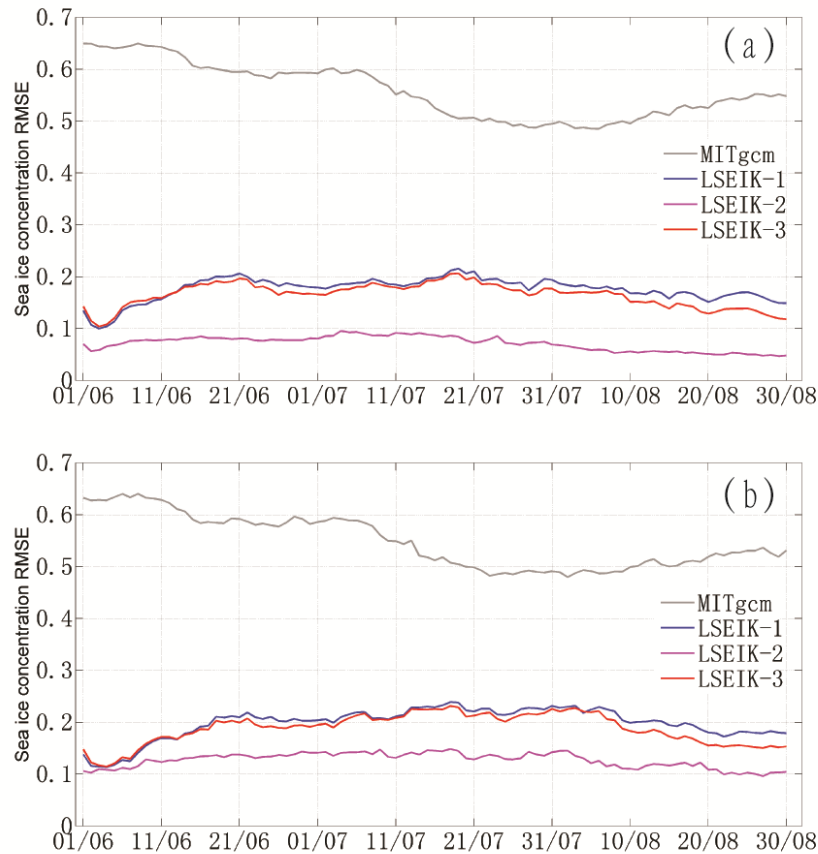 0.7
(a)
0.6
0.5
0.4
0.3
0.2
0.1
0
Sea ice concentration RMSE
MITgcm
LSEIK-1
LSEIK-2
LSEIK-3
01/06 11/06 21/06 01/07 11/07 21/07 31/07 10/08 20/08 30/08
0.7
(b)
0.6
0.5
0.4
0.3
0.2
0.1
0
Sea ice concentration RMSE
MITgcm
LSEIK-1
LSEIK-2
LSEIK-3
01/06 11/06 21/06 01/07 11/07 21/07 31/07 10/08 20/08 30/08